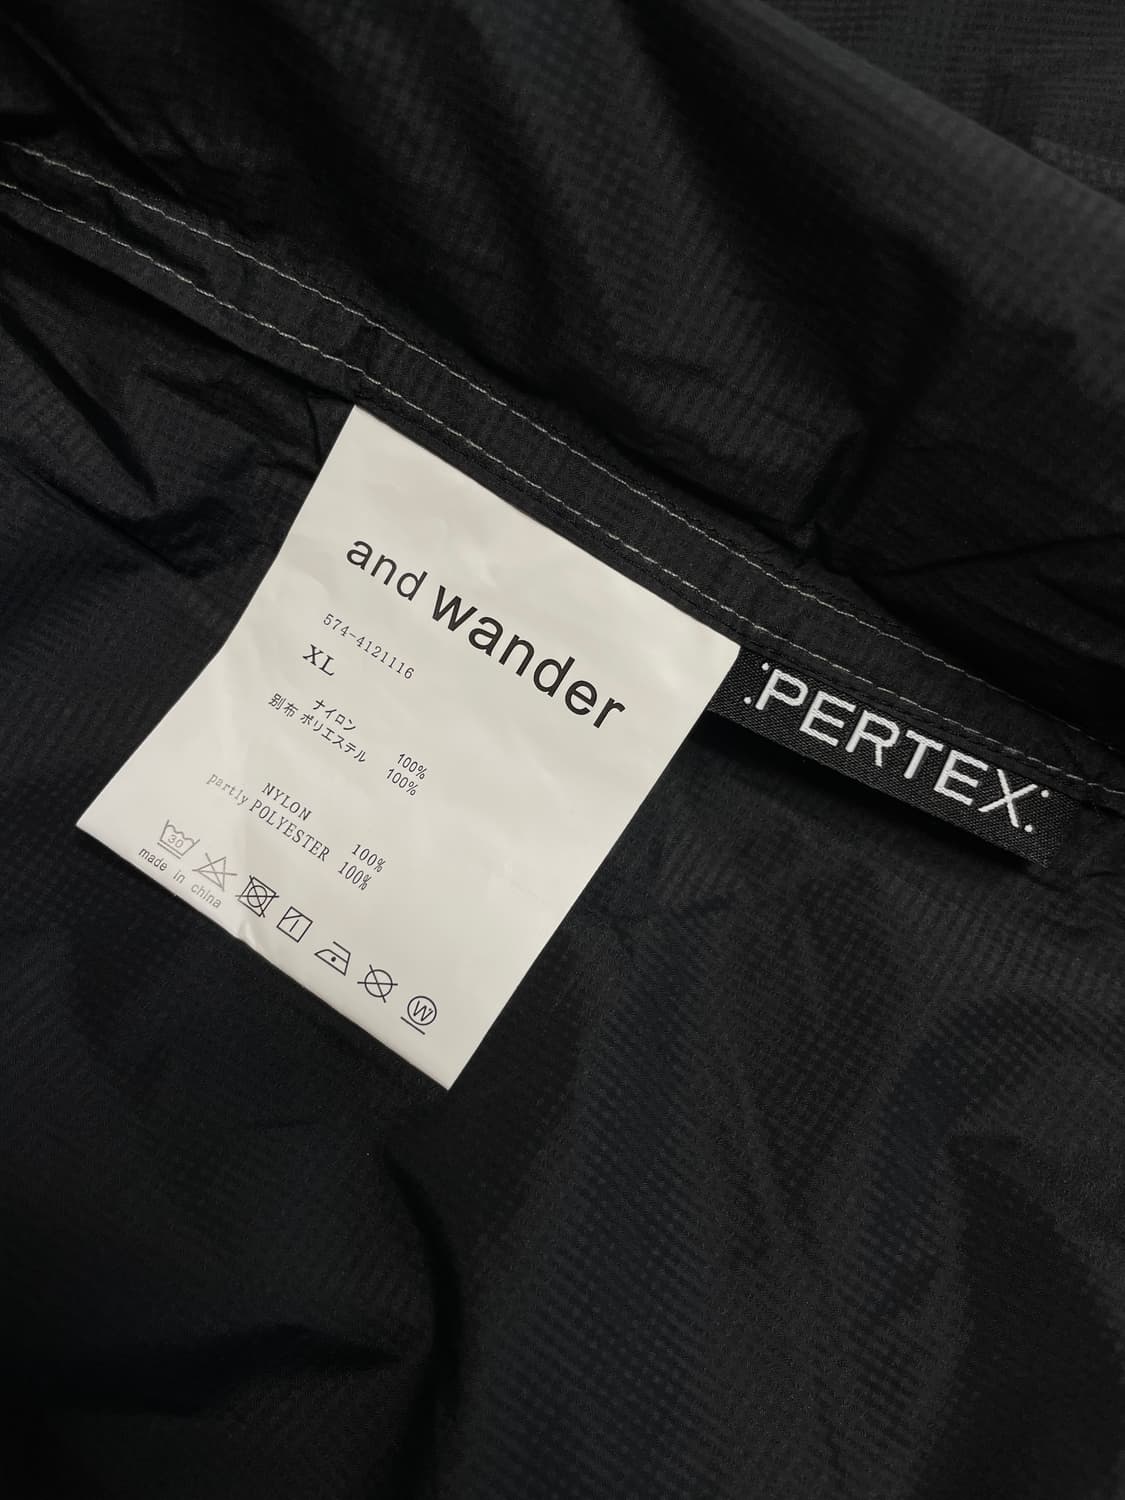 and wander
574-4121116
XL
ナイロン 100%
別布 ポリエステル 100%
NYLON 100%
partly POLYESTER 100%
30
W
made in china
PERTEX